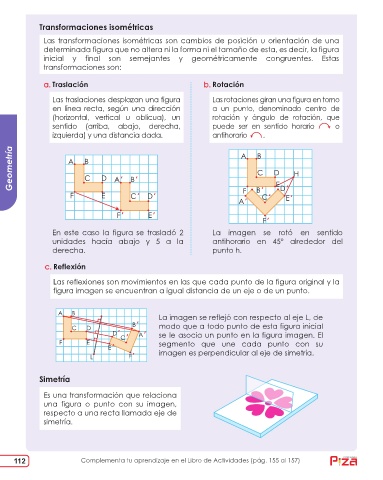 Transformaciones isométricas
Las transformaciones isométricas son cambios de posición u orientación de una
determinada figura que no altera ni la forma ni el tamaño de esta, es decir, la figura
inicial y final son semejantes y geométricamente congruentes. Estas
transformaciones son:
a. Traslación
Las traslaciones desplazan una figura
en línea recta, según una dirección
(horizontal, vertical u oblicua), un
sentido (arriba, abajo, derecha,
izquierda) y una distancia dada.
A B
C D A' B'
F E C' D'
F' E'
En este caso la figura se trasladó 2
unidades hacia abajo y 5 a la
derecha.
b. Rotación
Las rotaciones giran una figura en torno
a un punto, denominado centro de
rotación y ángulo de rotación, que
puede ser en sentido horario o
antihorario .
A B
C D H
E
F B' D'
A' C' E'
F'
La imagen se rotó en sentido
antihorario en 45° alrededor del
punto h.
c. Reflexión
Las reflexiones son movimientos en las que cada punto de la figura original y la
figura imagen se encuentran a igual distancia de un eje o de un punto.
A B
C D B'
D' C' A'
F E
E'
L F'
La imagen se reflejó con respecto al eje L, de
modo que a todo punto de esta figura inicial
se le asocia un punto en la figura imagen. El
segmento que une cada punto con su
imagen es perpendicular al eje de simetría.
Simetría
Es una transformación que relaciona
una figura o punto con su imagen,
respecto a una recta llamada eje de
simetría.
Geometría
112
Complementa tu aprendizaje en el Libro de Actividades (pág. 155 al 157)